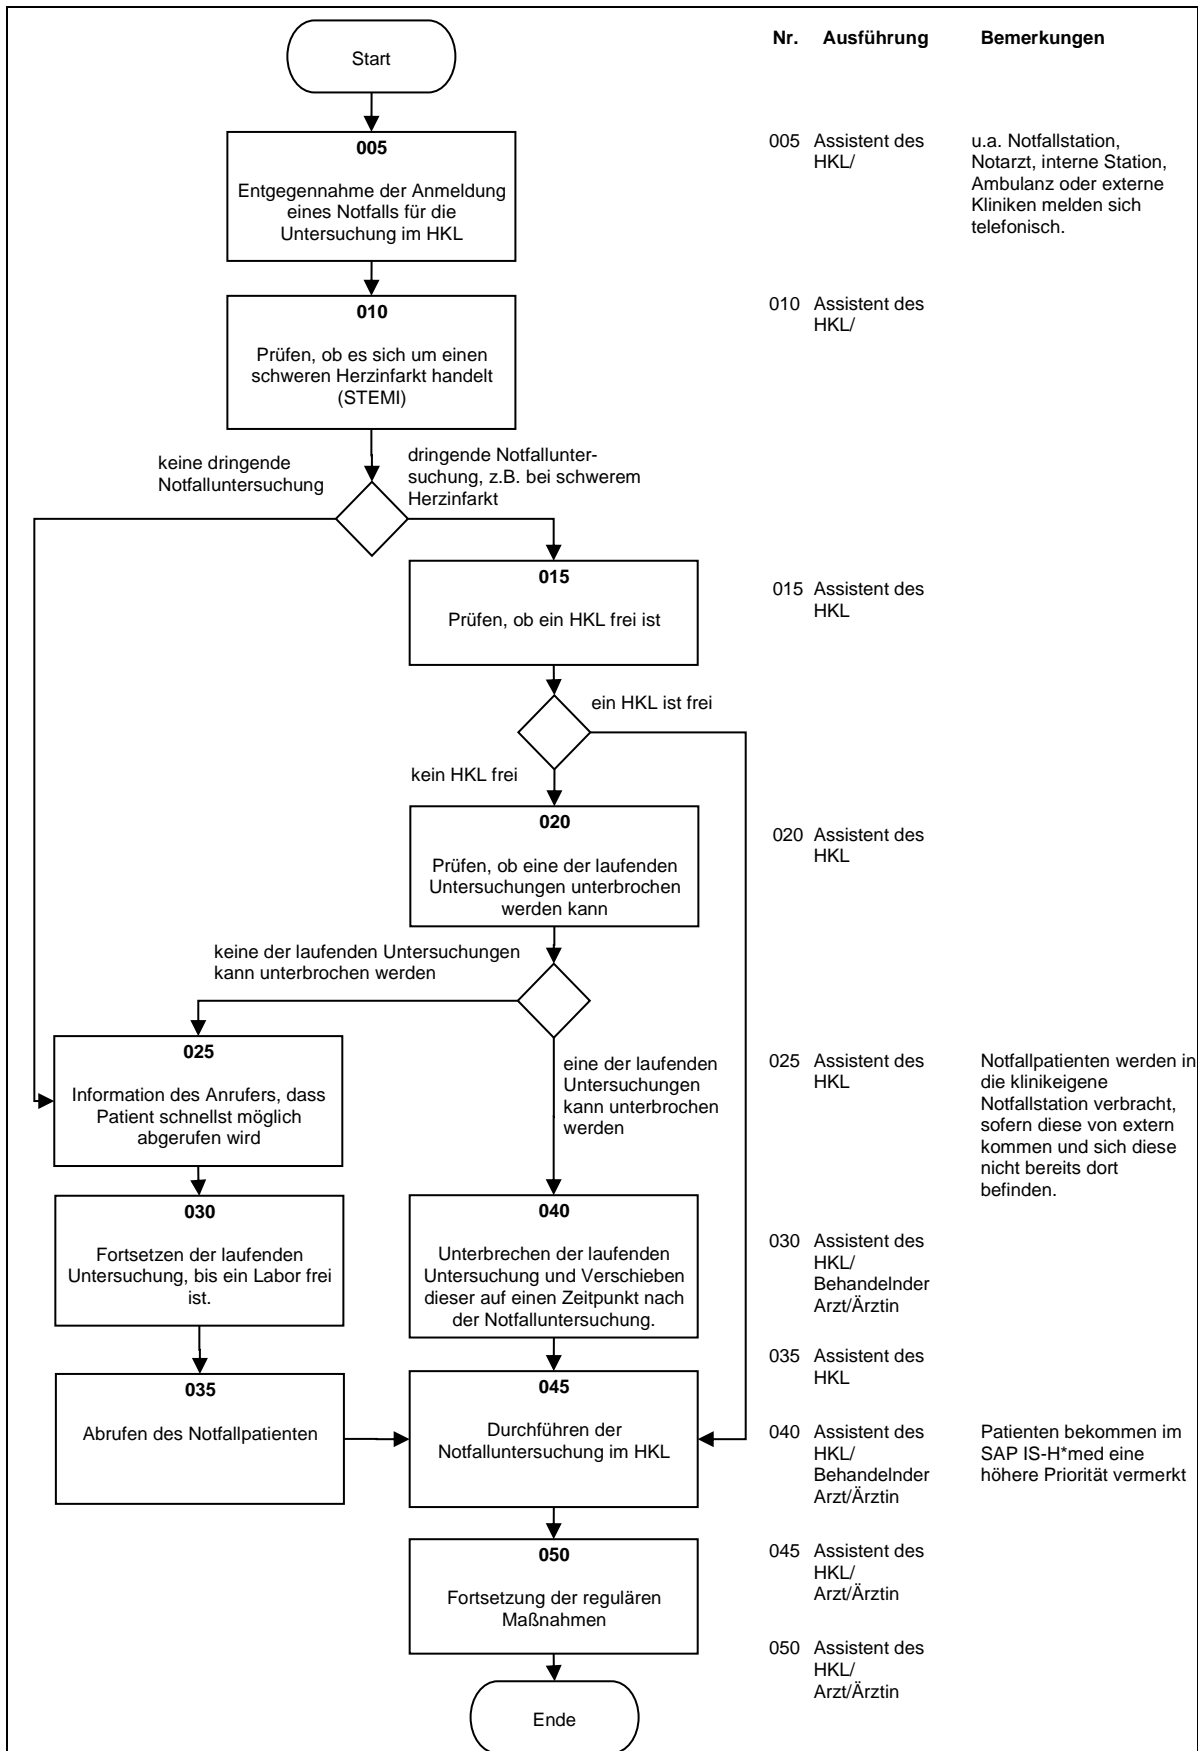 Nr. Ausführung Bemerkungen
Start
005
Entgegennahme der Anmeldung
eines Notfalls für die
Untersuchung im HKL
005 Assistent des
HKL/
u.a. Notfallstation,
Notarzt, interne Station,
Ambulanz oder externe
Kliniken melden sich
telefonisch.
010
Prüfen, ob es sich um einen
schweren Herzinfarkt handelt
(STEMI)
010 Assistent des
HKL/
keine dringende
Notfalluntersuchung
dringende Notfallunter-
suchung, z.B. bei schwerem
Herzinfarkt
015
Prüfen, ob ein HKL frei ist
015 Assistent des
HKL
ein HKL ist frei
kein HKL frei
020
Prüfen, ob eine der laufenden
Untersuchungen unterbrochen
werden kann
020 Assistent des
HKL
keine der laufenden Untersuchungen
kann unterbrochen werden
eine der laufenden
Untersuchungen
kann unterbrochen
werden
025
Information des Anrufers, dass
Patient schnellst möglich
abgerufen wird
025 Assistent des
HKL
Notfallpatienten werden in
die klinikeigene
Notfallstation verbracht,
sofern diese von extern
kommen und sich diese
nicht bereits dort
befinden.
030
Fortsetzen der laufenden
Untersuchung, bis ein Labor frei
ist.
040
Unterbrechen der laufenden
Untersuchung und Verschieben
dieser auf einen Zeitpunkt nach
der Notfalluntersuchung.
030 Assistent des
HKL/
Behandelnder
Arzt/Ärztin
035
Abrufen des Notfallpatienten
045
Durchführen der
Notfalluntersuchung im HKL
035 Assistent des
HKL
040 Assistent des
HKL/
Behandelnder
Arzt/Ärztin
Patienten bekommen im
SAP IS-H*med eine
höhere Priorität vermerkt
050
Fortsetzung der regulären
Maßnahmen
045 Assistent des
HKL/
Arzt/Ärztin
050 Assistent des
HKL/
Arzt/Ärztin
Ende